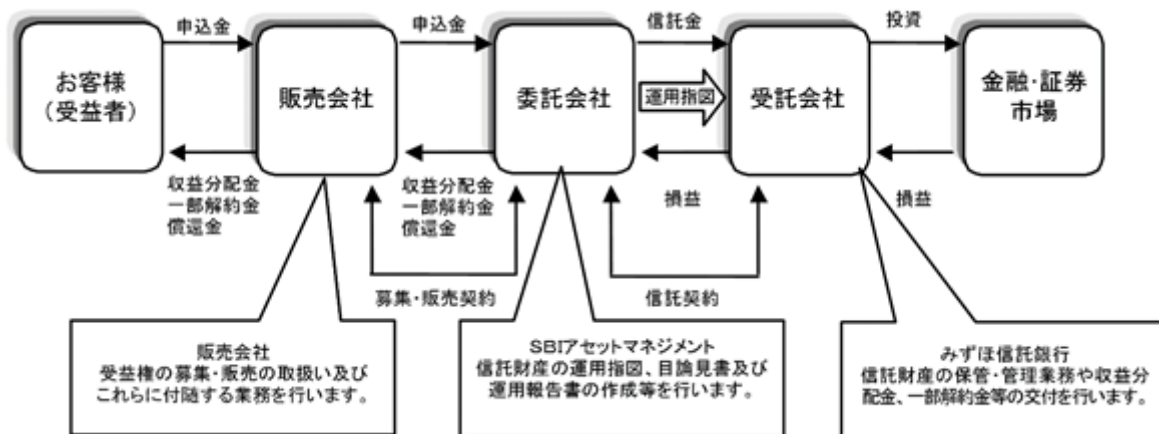 申込金
申込金
信託金
投資
お客様
（受益者）
販売会社
委託会社
運用指図
受託会社
金融・証券
市場
収益分配金
一部解約金
償還金
収益分配金
一部解約金
償還金
損益
損益
募集・販売契約
信託契約
販売会社
受益権の募集・販売の取扱い及び
これらに付随する業務を行います。
SBIアセットマネジメント
信託財産の運用指図、目論見書及び
運用報告書の作成等を行います。
みずほ信託銀行
信託財産の保管・管理業務や収益分
配金、一部解約金等の交付を行います。